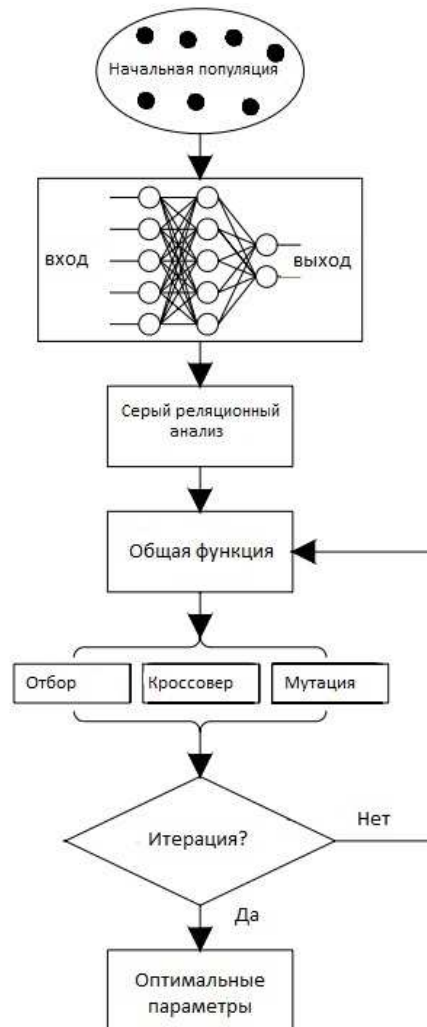 Начальная популяция
вход
выход
Серый реляционный
анализ
Общая функция
Отбор
Кроссовер
Мутация
Итерация?
Нет
Да
Оптимальные
параметры